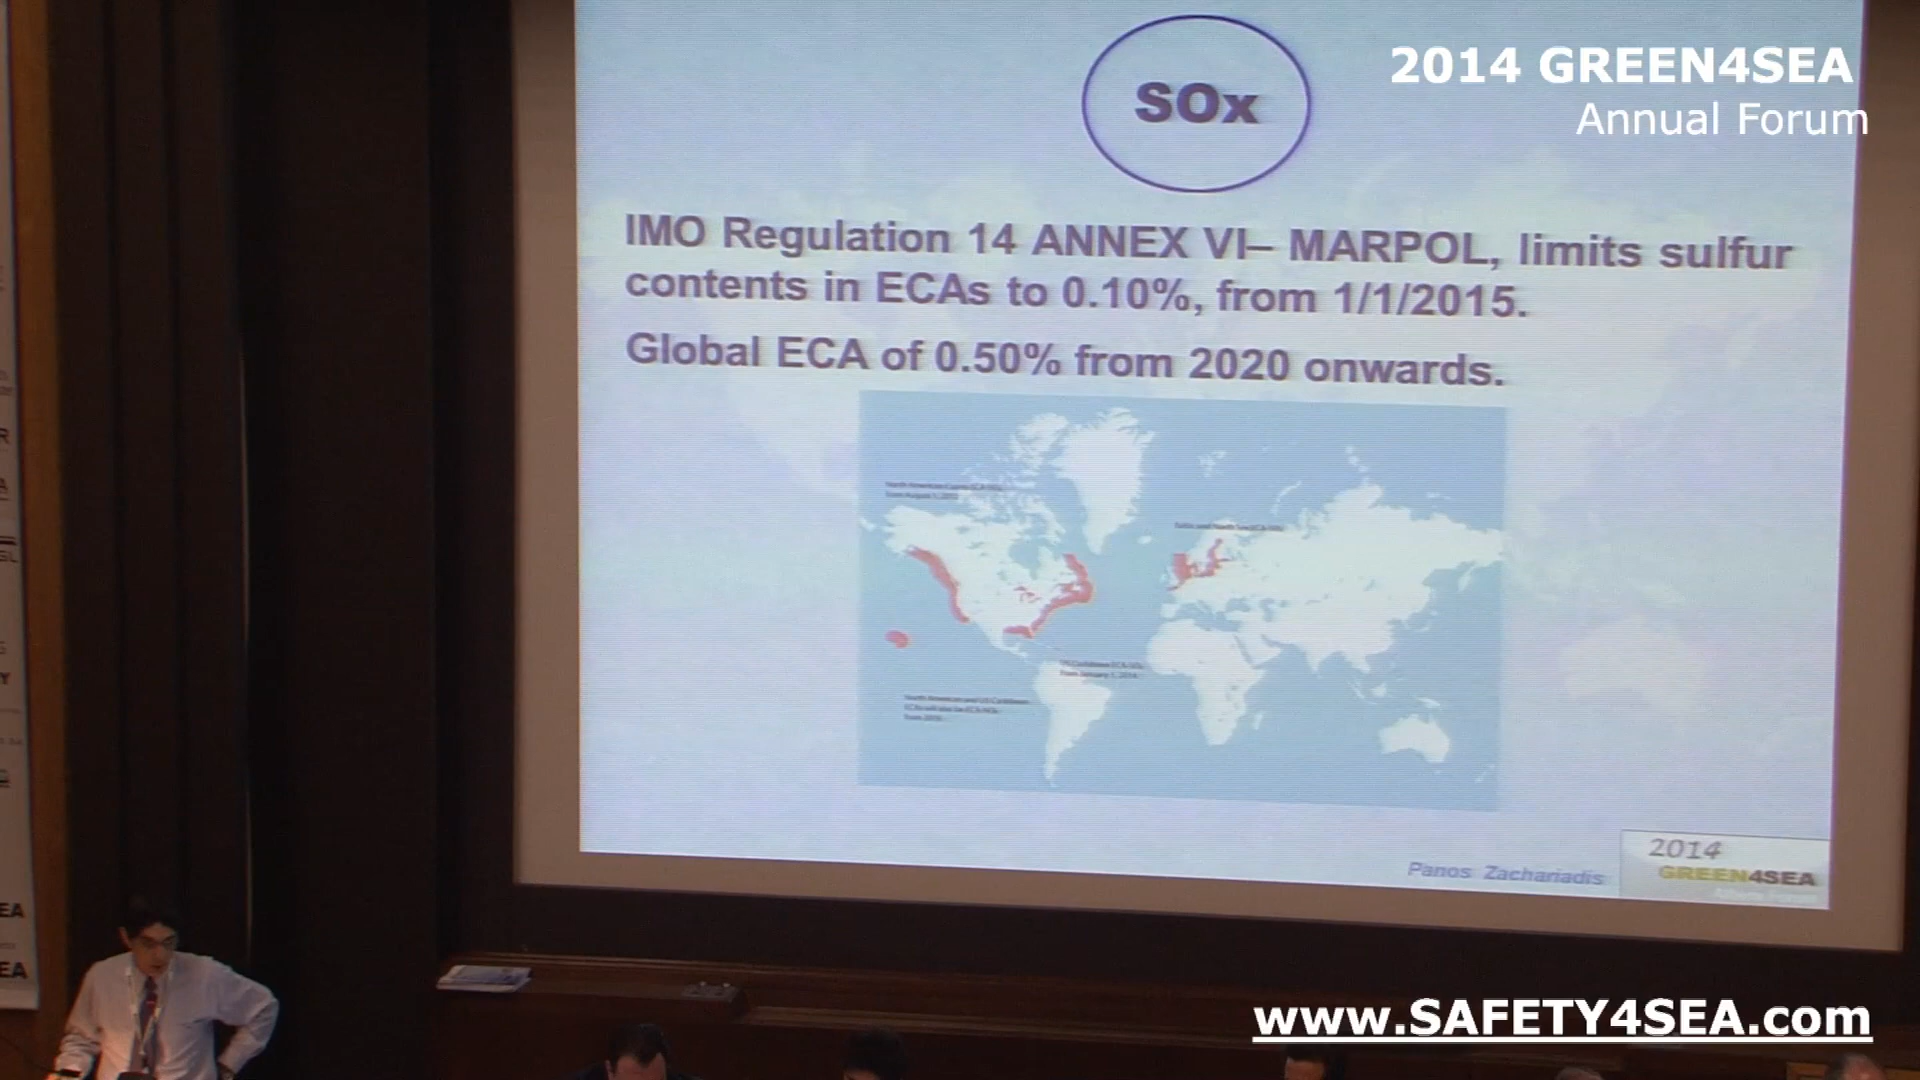 SOx
2014 GREEN4SEA
Annual Forum
IMO Regulation 14 ANNEX VI– MARPOL, limits sulfur
contents in ECAs to 0.10%, from 1/1/2015.
Global ECA of 0.50% from 2020 onwards.
Panos Zachariadis
2014
GREEN4SEA
EA
EA
www.SAFETY4SEA.com